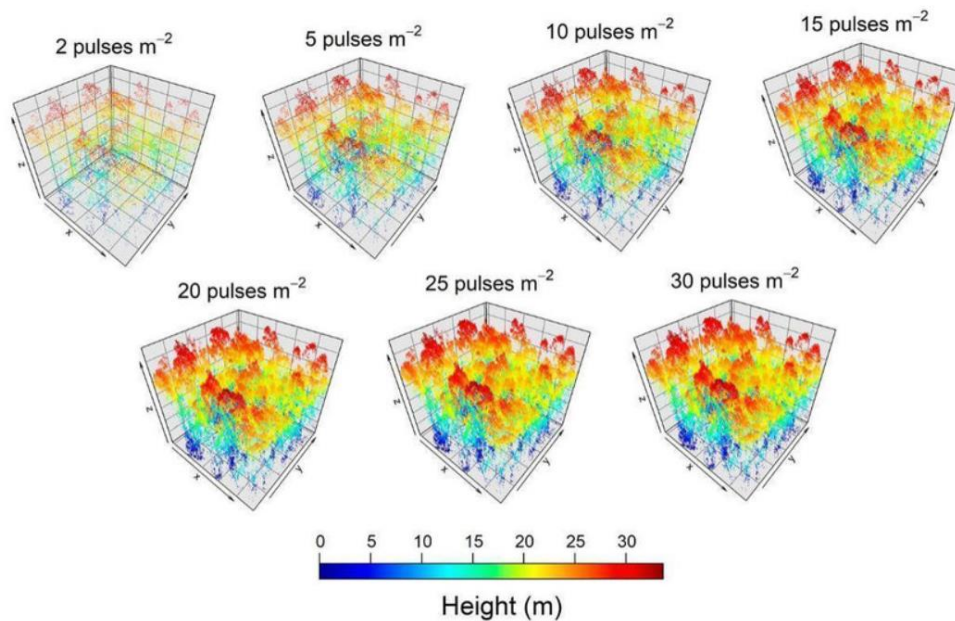 2 pulses m⁻²
5 pulses m⁻²
10 pulses m⁻²
15 pulses m⁻²
z
x
y
z
x
y
z
x
y
z
x
y
20 pulses m⁻²
25 pulses m⁻²
30 pulses m⁻²
z
x
y
z
x
y
z
x
y
0 5 10 15 20 25 30
Height (m)